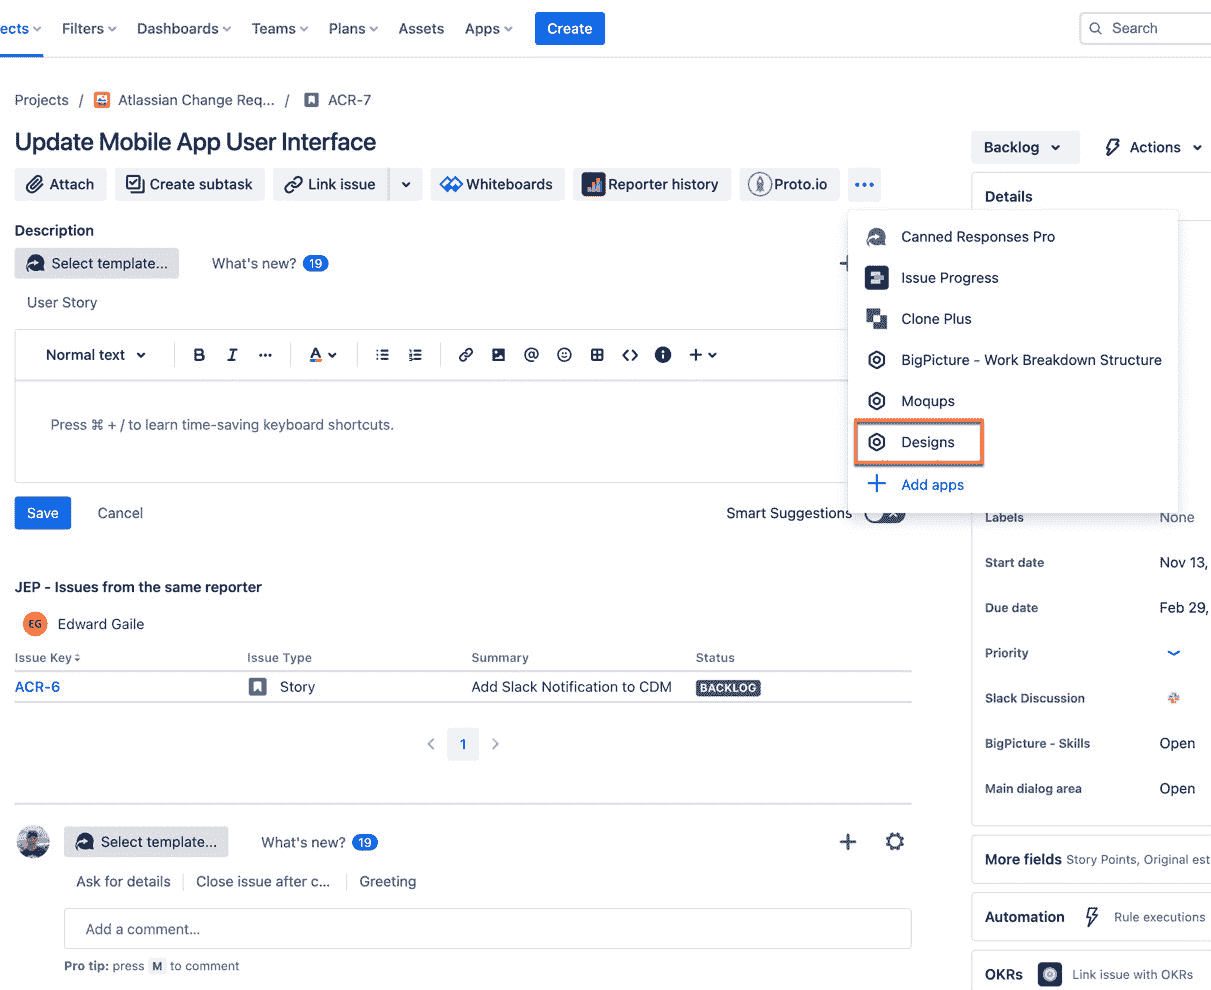 ects Filters Dashboards Teams Plans Assets Apps Create Search
Projects / Atlassian Change Req... / ACR-7
Update Mobile App User Interface
Backlog Actions
Attach Create subtask Link issue Whiteboards Reporter history Proto.io
Details
Description
Select template... What's new? 19
User Story
Canned Responses Pro
Issue Progress
Clone Plus
BigPicture - Work Breakdown Structure
Moqups
Designs
Add apps
Normal text B I A
Press ⌘ + / to learn time-saving keyboard shortcuts.
Save Cancel Smart Suggestions
Labels None
Start date Nov 13,
Due date Feb 29,
Priority
Slack Discussion
BigPicture - Skills Open
Main dialog area Open
JEP - Issues from the same reporter
EG Edward Gaile
Issue Key Issue Type Summary Status
ACR-6 Story Add Slack Notification to CDM BACKLOG
1
Select template... What's new? 19
Ask for details Close issue after c... Greeting
Add a comment...
Pro tip: press M to comment
More fields Story Points, Original est
Automation Rule executions
OKRs Link issue with OKRs